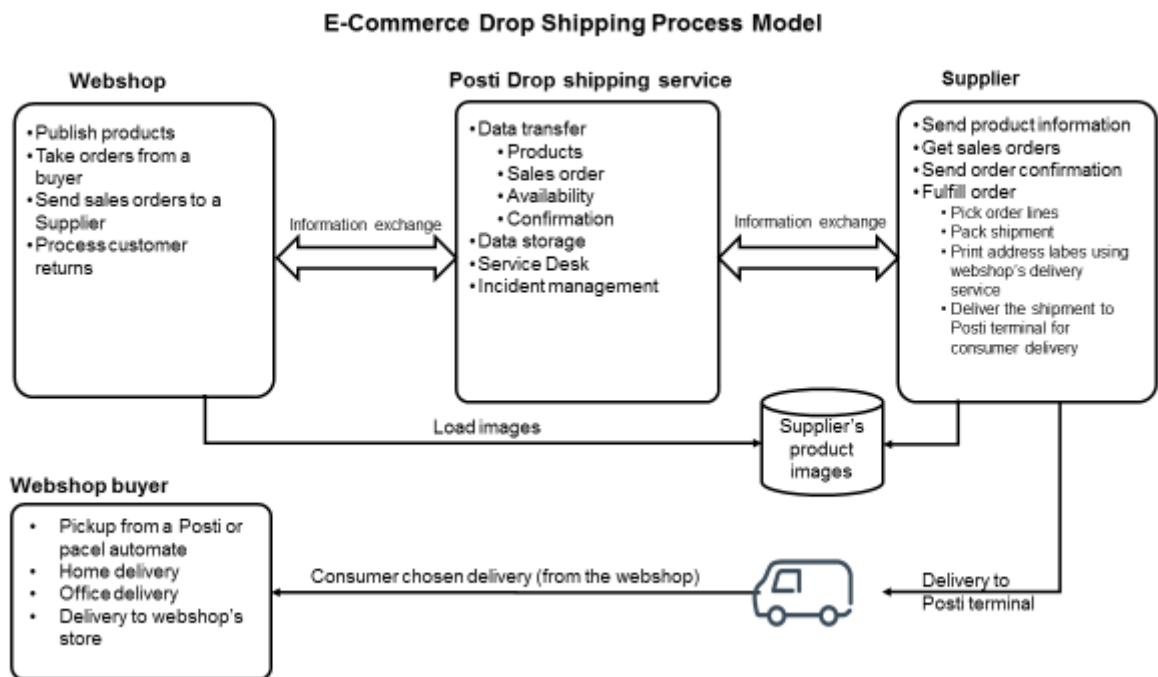 E-Commerce Drop Shipping Process Model
Webshop
•Publish products
•Take orders from a
buyer
•Send sales orders to a
Supplier
•Process customer
returns
Information exchange
Posti Drop shipping service
•Data transfer
•Products
•Sales order
•Availability
•Confirmation
•Data storage
•Service Desk
•Incident management
Information exchange
Supplier
•Send product information
•Get sales orders
•Send order confirmation
•Fulfill order
•Pick order lines
•Pack shipment
•Print address labes using
webshop's delivery
service
•Deliver the shipment to
Posti terminal for
consumer delivery
Load images
Supplier's
product
images
Webshop buyer
• Pickup from a Posti or
pacel automate
• Home delivery
• Office delivery
• Delivery to webshop's
store
Consumer chosen delivery (from the webshop)
Delivery to
Posti terminal